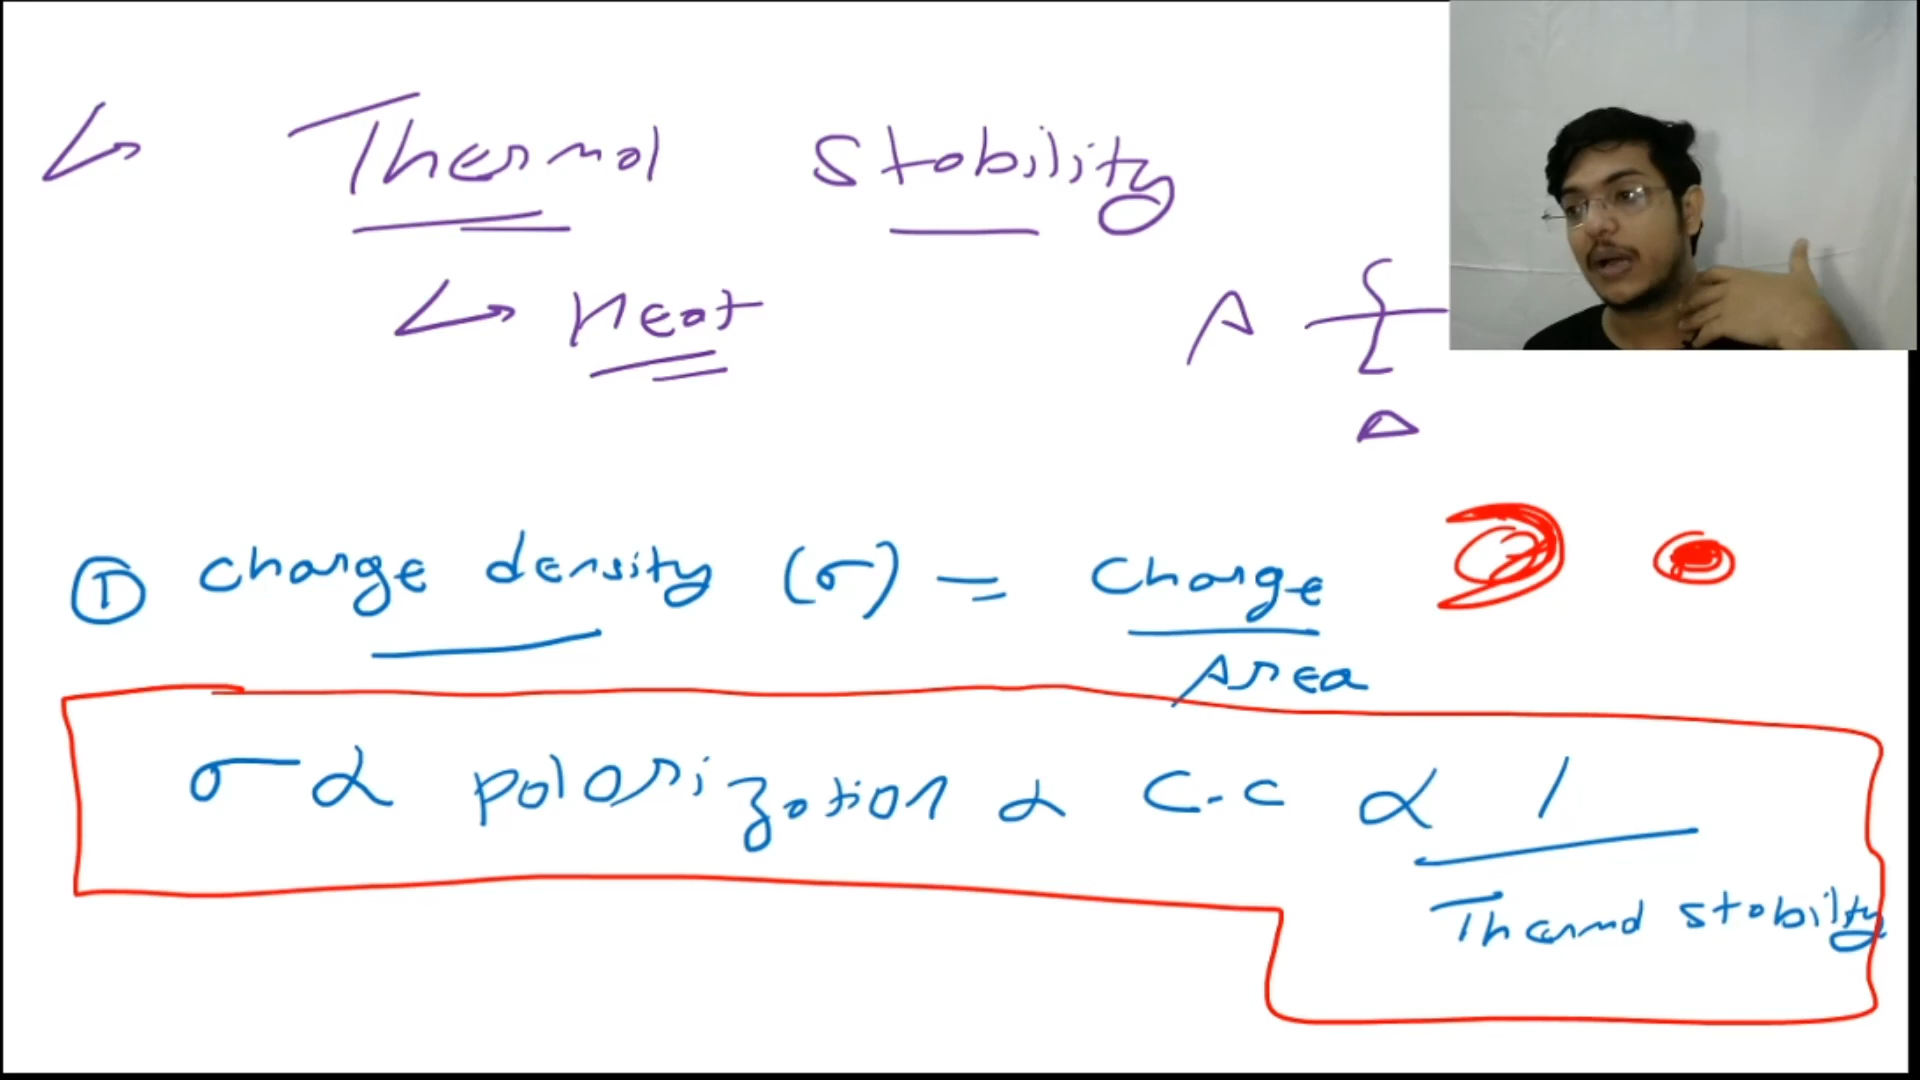 ↳ Thermal stability
↳ Heat
A
Δ
① charge density (σ) = charge
Area
σ ∝ polarization ∝ C.C ∝ 1
Thermal stability